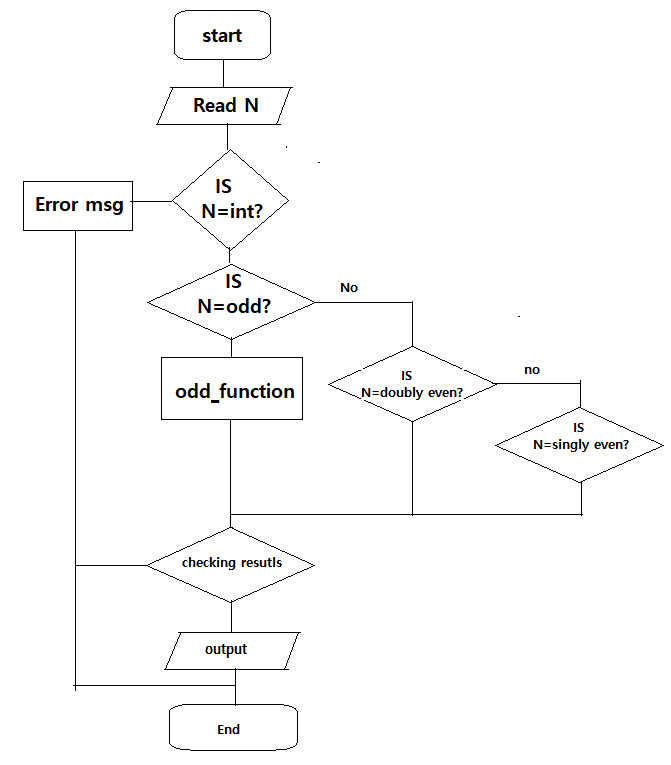 start
Read N
IS
N=int?
Error msg
IS
N=odd?
No
odd_function
IS
N=doubly even?
no
IS
N=singly even?
checking resutls
output
End